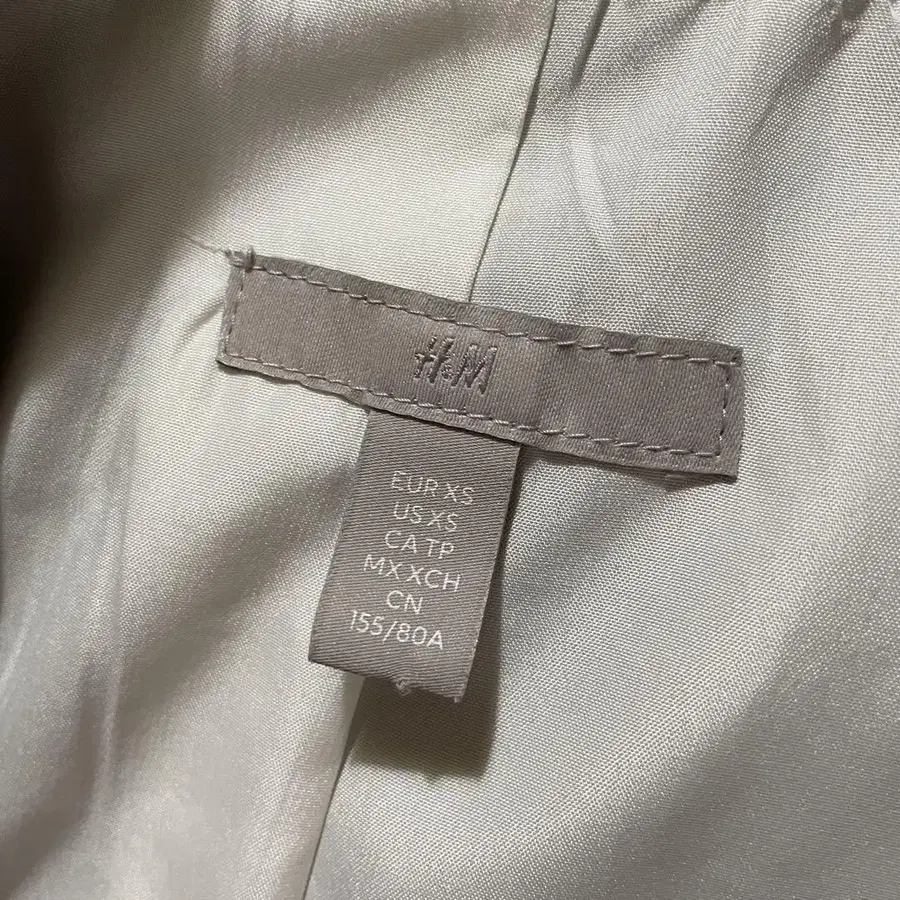 H&M
EUR XS
US XS
CA TP
MX XCH
CN
155/80A